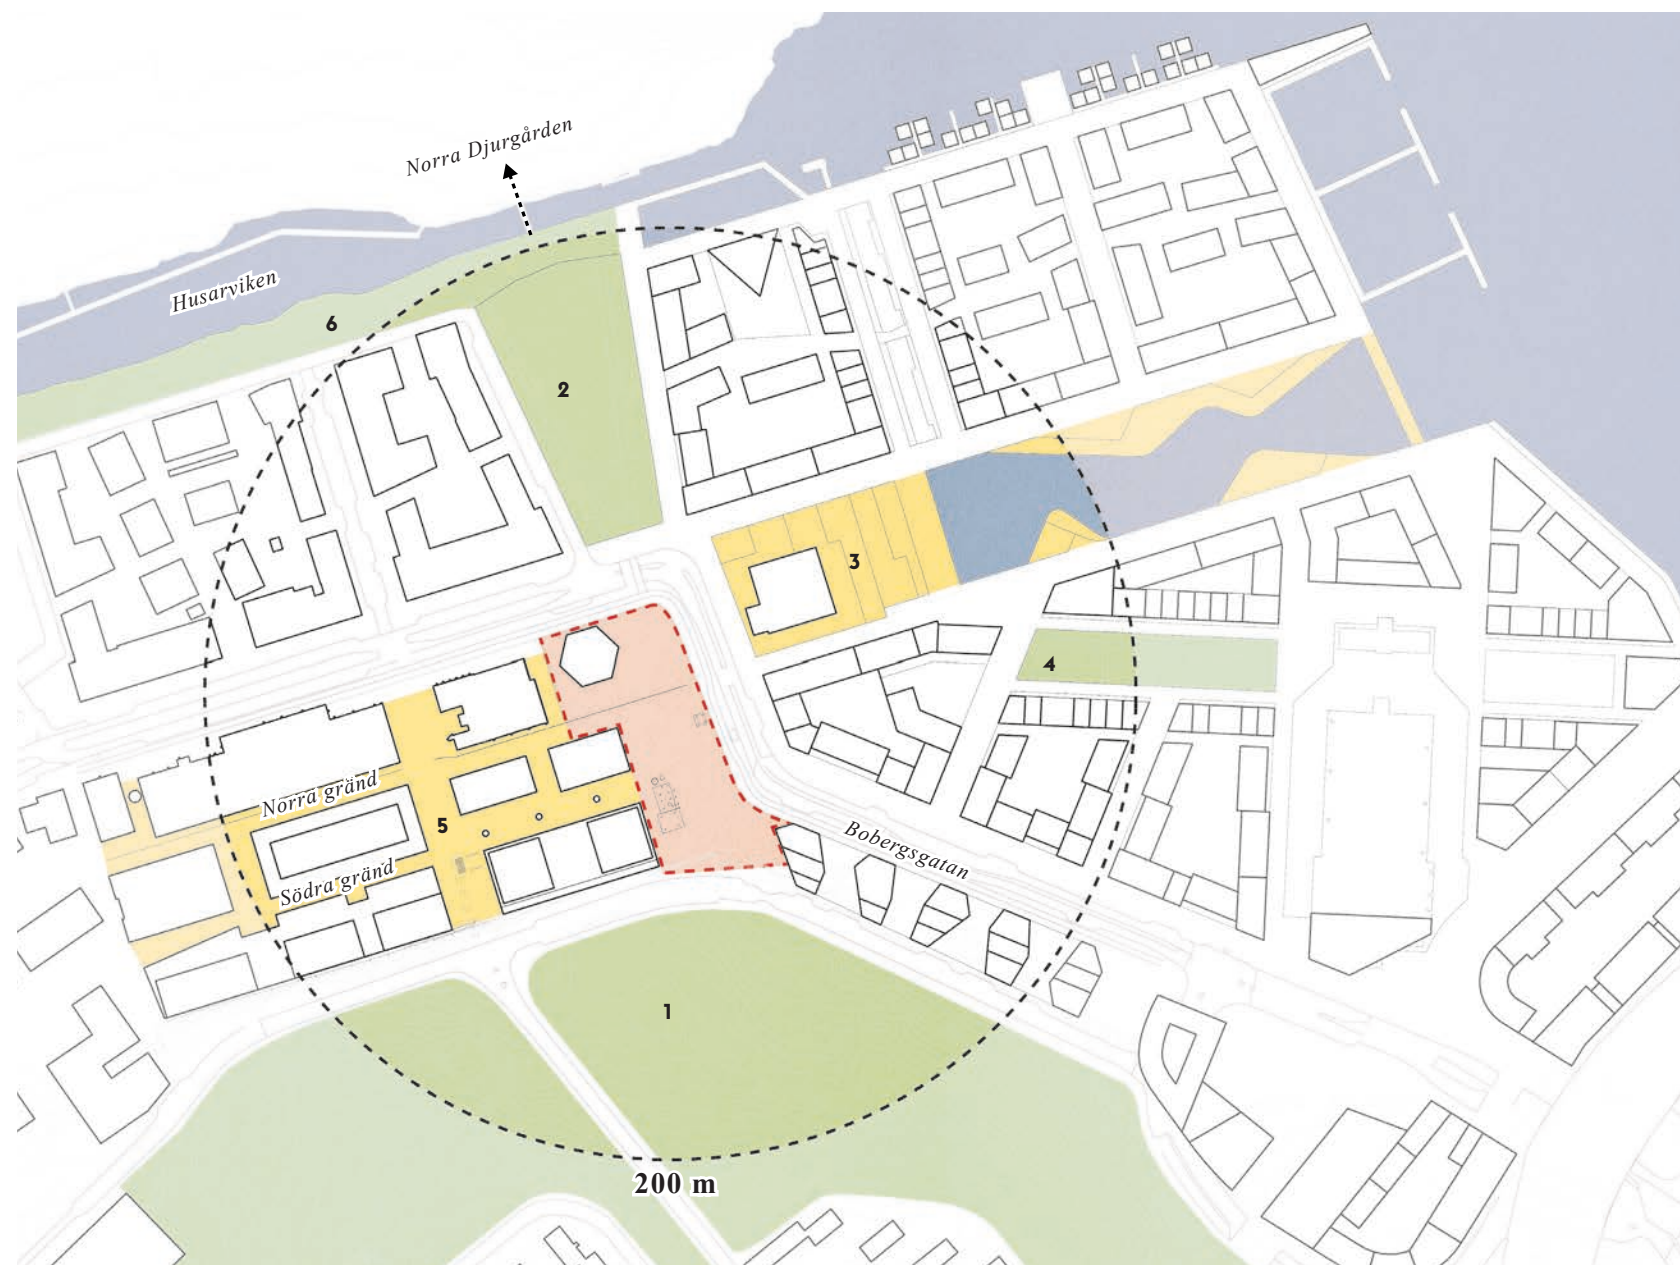 Norra Djurgården
Husarviken
6
2
3
4
Norra gränd
5
Södra gränd
Bobergsgatan
1
200 m